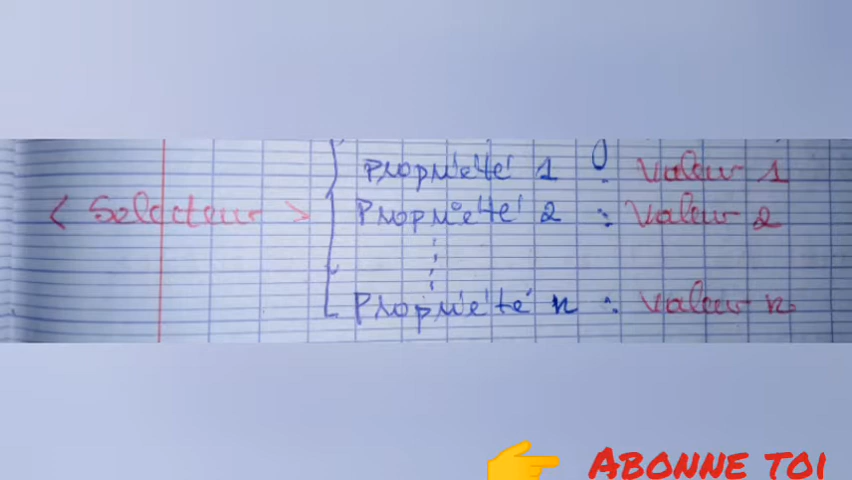 propriété 1 : valeur 1
< Selecteur > propriété 2 : valeur 2
propriété n : valeur n
ABONNE TOI